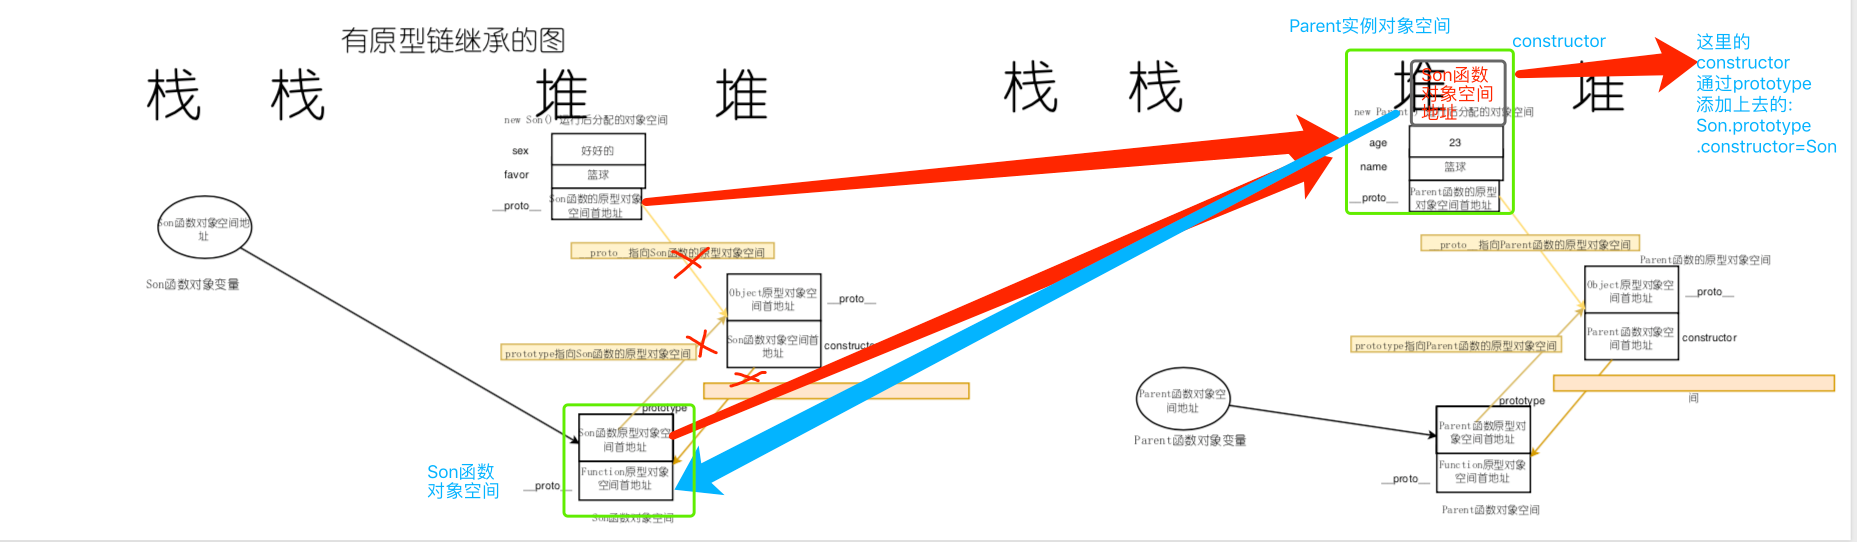 有原型链继承的图
栈
栈
堆
堆
栈
栈
堆
堆
Parent实例对象空间
constructor
这里的
constructor
通过prototype
添加上去的:
Son.prototype
.constructor=Son
Son函数
对象空间
地址
new Son() 运行后分配的对象空间
sex
好好的
favor
篮球
__proto__
Son函数的原型对象
空间首地址
new Parent() 运行后分配的对象空间
age
23
name
篮球
__proto__
Parent函数的原型
对象空间首地址
Son函数对象空间地
址
Son函数对象变量
__proto__指向Son函数的原型对象空间
Object原型对象空
间首地址
__proto__
Son函数对象空间首
地址
constructor
prototype指向Son函数的原型对象空间
prototype
Son函数原型对象空
间首地址
Function原型对象
空间首地址
__proto__
Son函数对象空间
Son函数
对象空间
__proto__指向Parent函数的原型对象空间
Parent函数的原型对象空间
Object原型对象空
间首地址
__proto__
Parent函数对象空
间首地址
constructor
prototype指向Parent函数的原型对象空间
间
Parent函数对象空
间地址
Parent函数对象变量
prototype
Parent函数原型对
象空间首地址
Function原型对象
空间首地址
__proto__
Parent函数对象空间